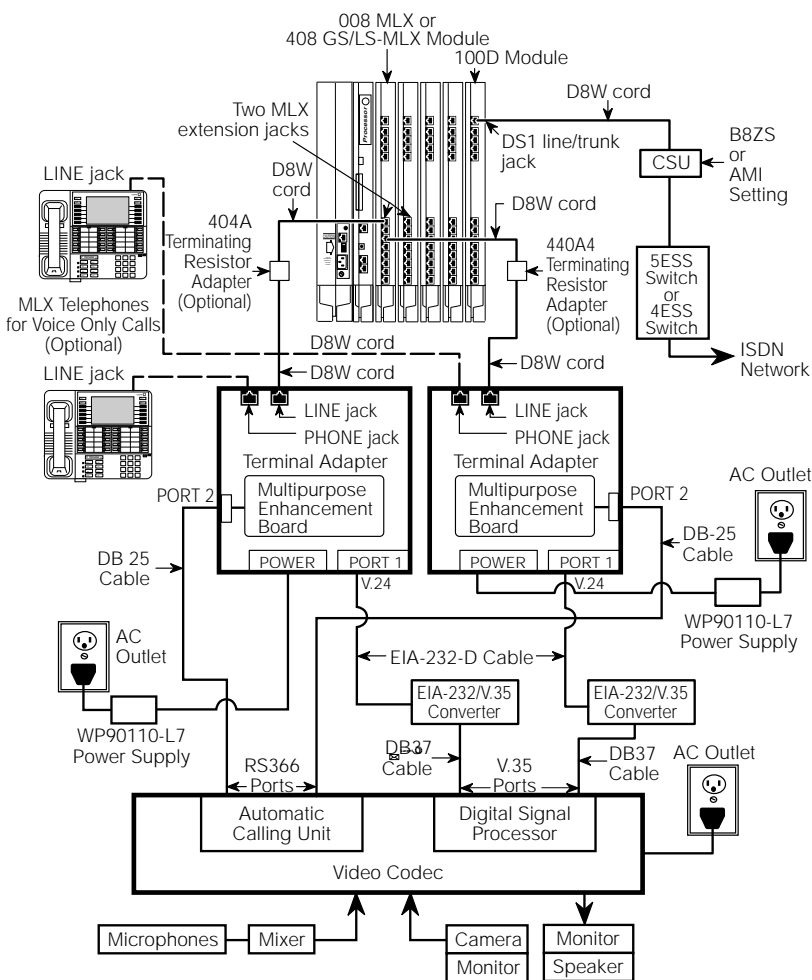 008 MLX or
408 GS/LS-MLX Module
100D Module
D8W cord
Two MLX
extension jacks
Processor
DS1 line/trunk
jack
CSU
B8ZS
or
AMI
Setting
LINE jack
D8W
cord
D8W cord
404A
Terminating
Resistor
Adapter
(Optional)
440A4
Terminating
Resistor
Adapter
(Optional)
5ESS
Switch
or
4ESS
Switch
MLX Telephones
for Voice Only Calls
(Optional)
D8W cord
ISDN
Network
LINE jack
D8W cord
D8W cord
LINE jack
PHONE jack
LINE jack
PHONE jack
Terminal Adapter
Terminal Adapter
AC Outlet
PORT 2
Multipurpose
Enhancement
Board
Multipurpose
Enhancement
Board
PORT 2
DB 25
Cable
DB-25
Cable
POWER
PORT 1
POWER
PORT 1
V.24
V.24
WP90110-L7
Power Supply
AC
Outlet
EIA-232-D Cable
EIA-232/V.35
Converter
EIA-232/V.35
Converter
WP90110-L7
Power Supply
DB37
Cable
DB37
Cable
AC Outlet
RS366
Ports
V.35
Ports
Automatic
Calling Unit
Digital Signal
Processor
Video Codec
Microphones
Mixer
Camera
Monitor
Monitor
Speaker